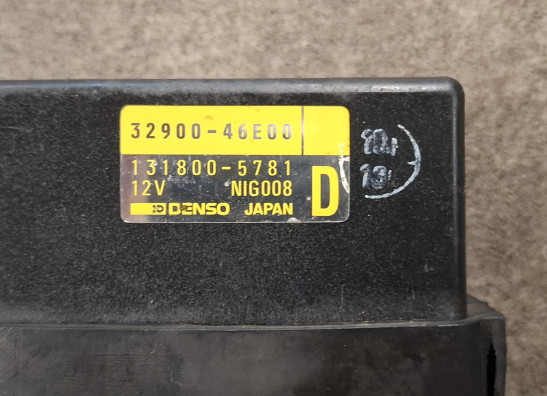 32900-46E00
131800-5781
12V NIG008
D
DENSO JAPAN